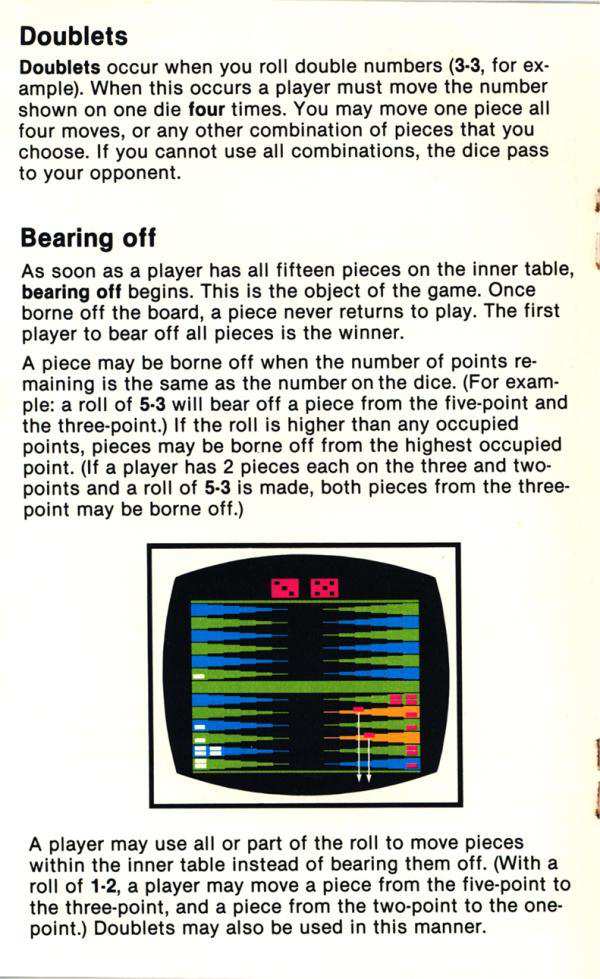 Doublets
Doublets occur when you roll double numbers (3-3, for ex-
ample). When this occurs a player must move the number
shown on one die four times. You may move one piece all
four moves, or any other combination of pieces that you
choose. If you cannot use all combinations, the dice pass
to your opponent.
Bearing off
As soon as a player has all fifteen pieces on the inner table,
bearing off begins. This is the object of the game. Once
borne off the board, a piece never returns to play. The first
player to bear off all pieces is the winner.
A piece may be borne off when the number of points re-
maining is the same as the number on the dice. (For exam-
ple: a roll of 5-3 will bear off a piece from the five-point and
the three-point.) If the roll is higher than any occupied
points, pieces may be borne off from the highest occupied
point. (If a player has 2 pieces each on the three and two-
points and a roll of 5-3 is made, both pieces from the three-
point may be borne off.)
A player may use all or part of the roll to move pieces
within the inner table instead of bearing them off. (With a
roll of 1-2, a player may move a piece from the five-point to
the three-point, and a piece from the two-point to the one-
point.) Doublets may also be used in this manner.